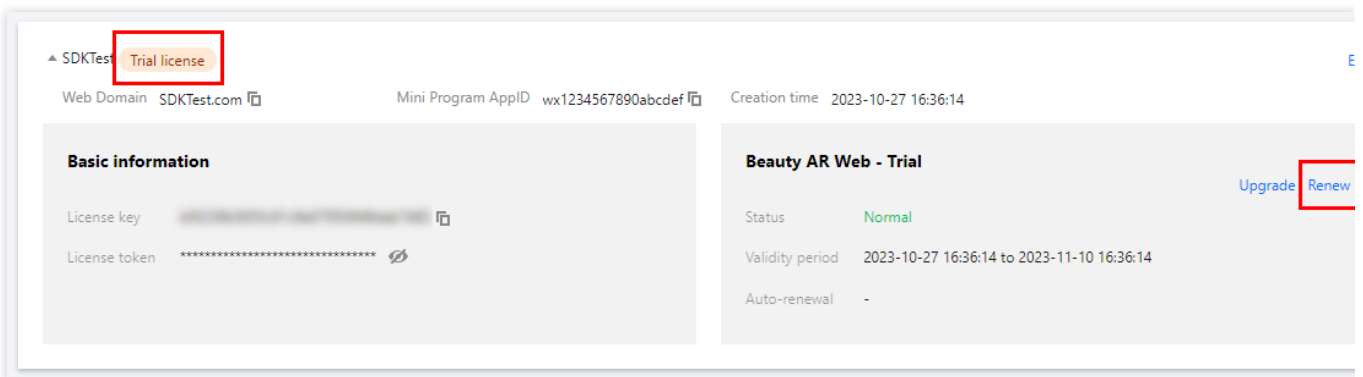 SDKTest Trial license
Web Domain SDKTest.com Mini Program AppID wx1234567890abcdef Creation time 2023-10-27 16:36:14
Basic information
License key
License token ********************************
Beauty AR Web - Trial
Upgrade Renew
Status Normal
Validity period 2023-10-27 16:36:14 to 2023-11-10 16:36:14
Auto-renewal -